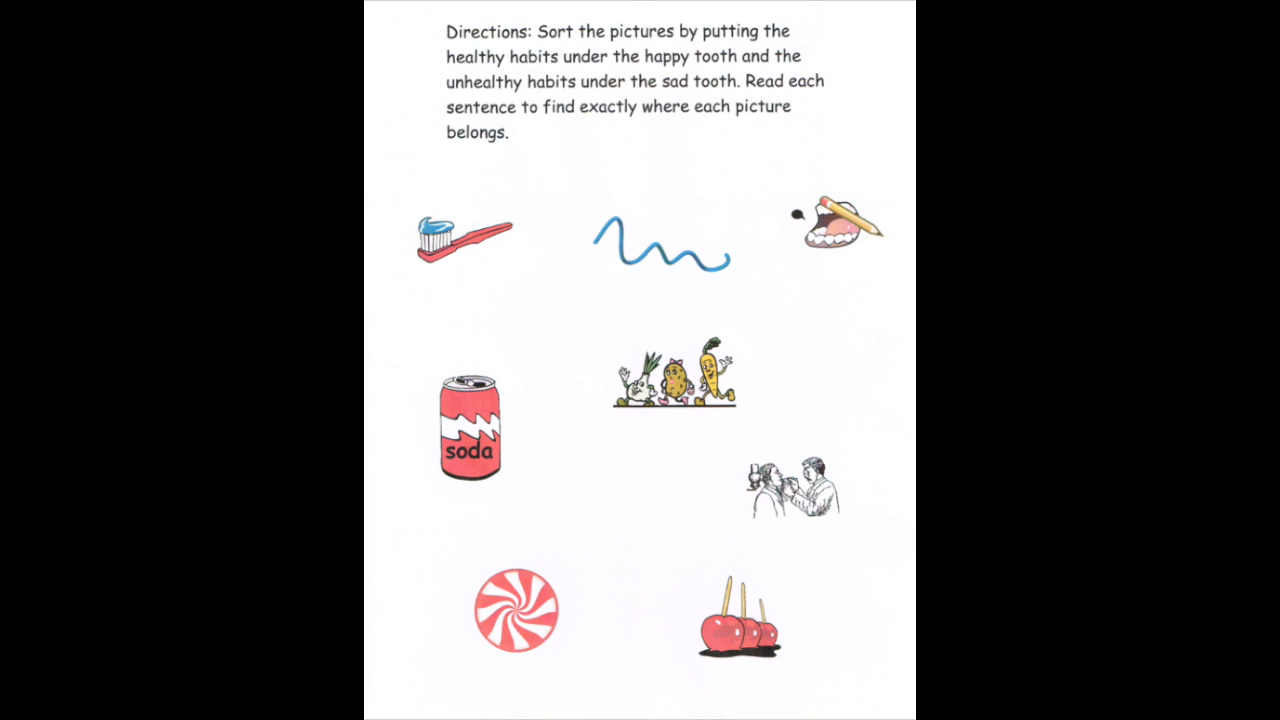 Directions: Sort the pictures by putting the
healthy habits under the happy tooth and the
unhealthy habits under the sad tooth. Read each
sentence to find exactly where each picture
belongs.
soda